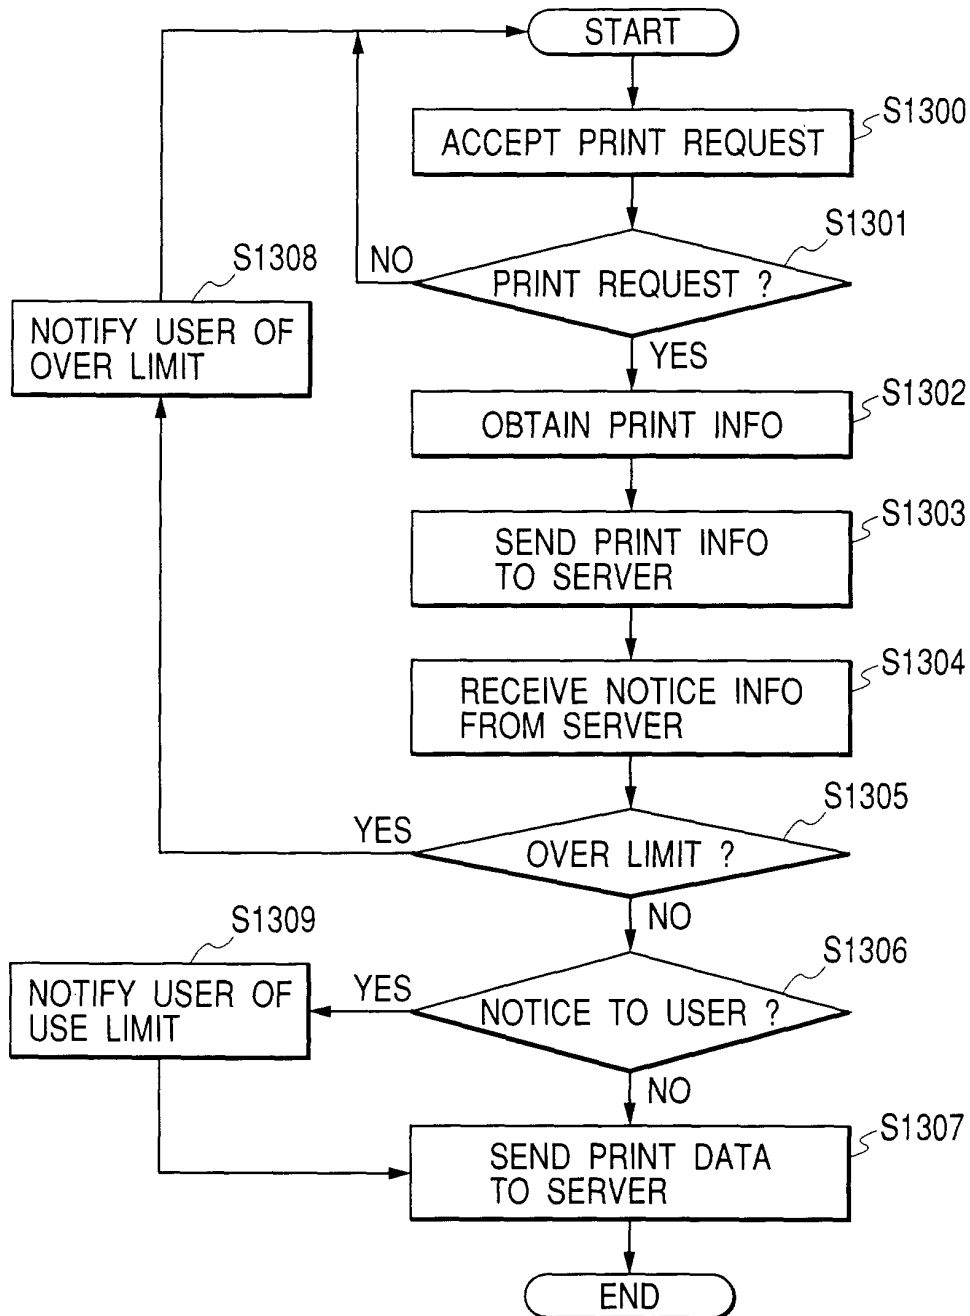 START
S1300
ACCEPT PRINT REQUEST
S1301
PRINT REQUEST ?
NO
YES
S1308
NOTIFY USER OF
OVER LIMIT
S1302
OBTAIN PRINT INFO
S1303
SEND PRINT INFO
TO SERVER
S1304
RECEIVE NOTICE INFO
FROM SERVER
S1305
OVER LIMIT ?
YES
NO
S1306
NOTICE TO USER ?
YES
NO
S1309
NOTIFY USER OF
USE LIMIT
S1307
SEND PRINT DATA
TO SERVER
END